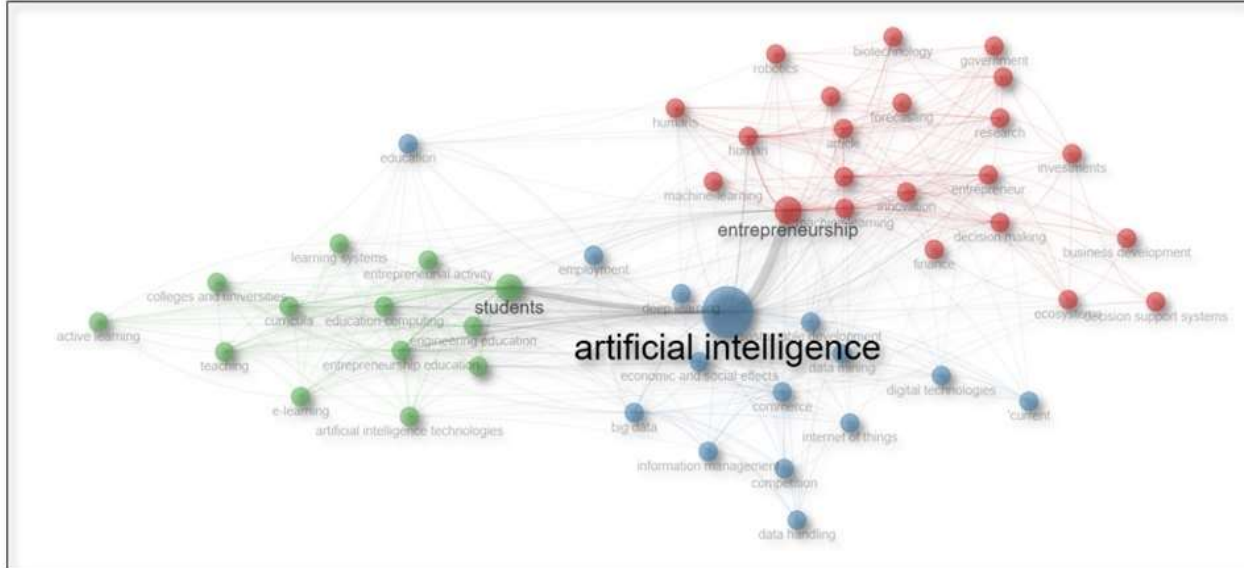 biotechnology
government
robotics
forecasting
humans
research
article
human
education
investments
machine learning
entrepreneur
innovation
entrepreneurship
decision making
business development
learning systems
employment
finance
entrepreneurial activity
colleges and universities
students
deep learning
ecosystems
decision support systems
curricula
education computing
active learning
engineering education
artificial intelligence
data mining
teaching
entrepreneurship education
economic and social effects
digital technologies
e-learning
commerce
'current
artificial intelligence technologies
big data
internet of things
information management
competition
data handling